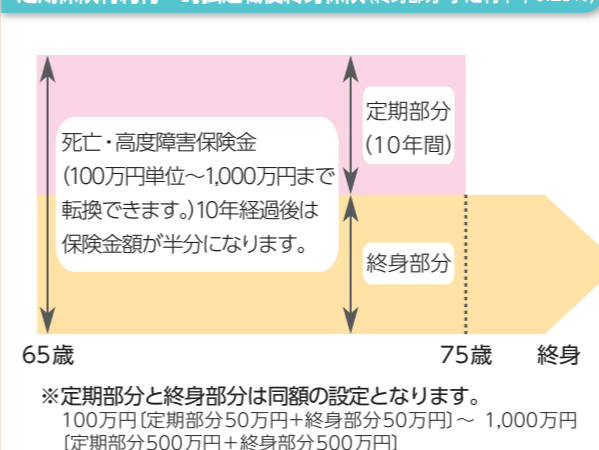 死亡・高度障害保険金
(100万円単位～1,000万円まで
転換できます。)10年経過後は
保険金額が半分になります。
定期部分
(10年間)
終身部分
65歳
75歳
終身
※定期部分と終身部分は同額の設定となります。
100万円〔定期部分50万円+終身部分50万円〕～ 1,000万円
〔定期部分500万円+終身部分500万円〕